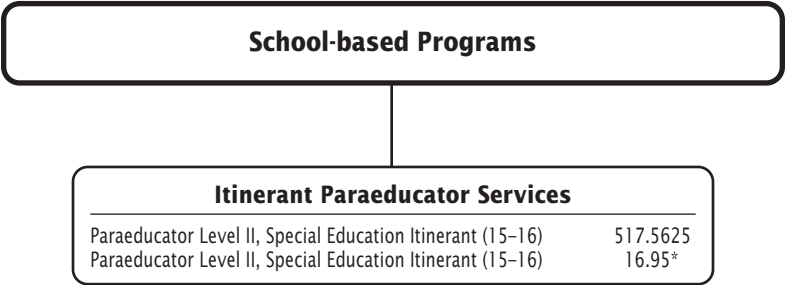 School-based Programs
Itinerant Paraeducator Services
Paraeducator Level II, Special Education Itinerant (15–16) 517.5625
Paraeducator Level II, Special Education Itinerant (15–16) 16.95*